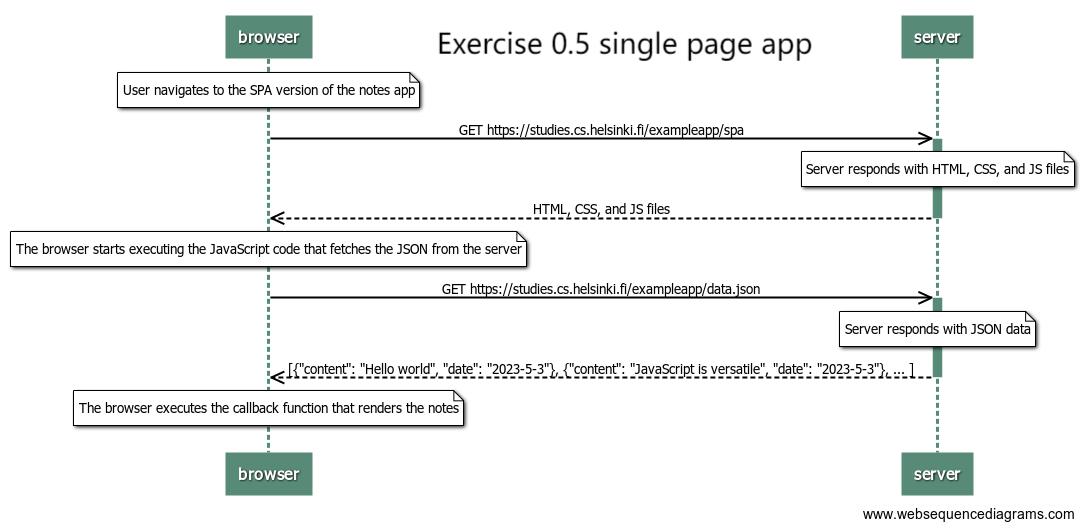 browser
Exercise 0.5 single page app
server
User navigates to the SPA version of the notes app
GET https://studies.cs.helsinki.fi/exampleapp/spa
Server responds with HTML, CSS, and JS files
HTML, CSS, and JS files
The browser starts executing the JavaScript code that fetches the JSON from the server
GET https://studies.cs.helsinki.fi/exampleapp/data.json
Server responds with JSON data
[{"content": "Hello world", "date": "2023-5-3"}, {"content": "JavaScript is versatile", "date": "2023-5-3"}, ... ]
The browser executes the callback function that renders the notes
browser
server
www.websequencediagrams.com